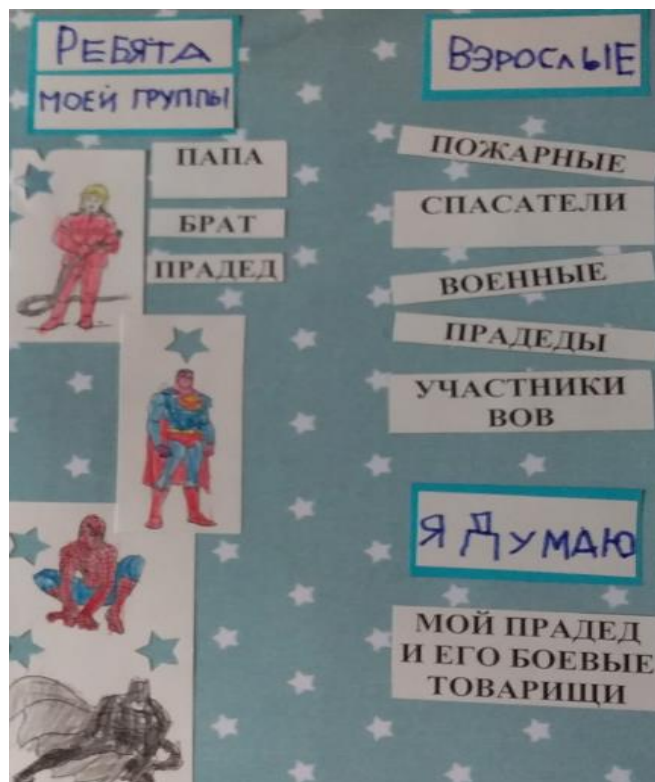 РЕБЯТА
МОЕЙ ГРУППЫ
ПАПА
БРАТ
ПРАДЕД
ВЗРОСЛЫЕ
ПОЖАРНЫЕ
СПАСАТЕЛИ
ВОЕННЫЕ
ПРАДЕДЫ
УЧАСТНИКИ
ВОВ
Я ДУМАЮ
МОЙ ПРАДЕД
И ЕГО БОЕВЫЕ
ТОВАРИЩИ